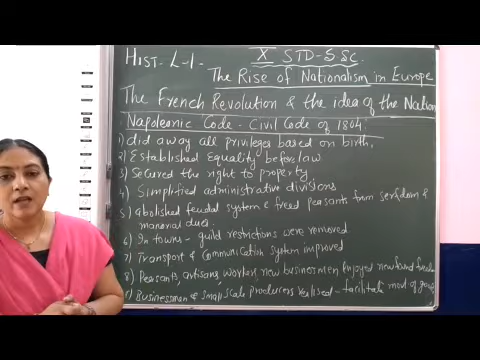 HIST- L-1- X STD-SSC.
The Rise of Nationalism in Europe
The French Revolution & the idea of the Nation
Napoleonic Code - Civil Code of 1804.
1) did away all privileges based on birth.
2) Established Equality before law
3) Secured the right to property
4) Simplified administrative divisions
5) abolished feudal system & freed peasants from serfdom &
manorial dues
6) In towns - guild restrictions were removed
7) Transport & Communication system improved
8) Peasants, artisans, workers new businessmen enjoyed new found
Businessmen & small scale producers realised - facilitate of